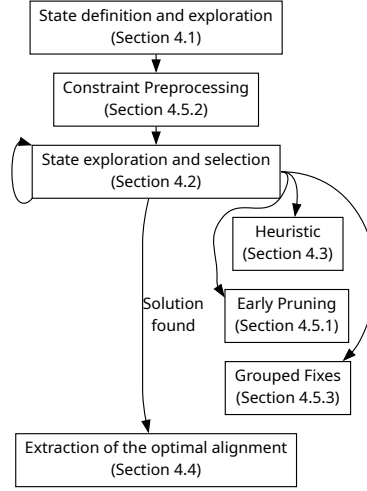 State definition and exploration
(Section 4.1)
Constraint Preprocessing
(Section 4.5.2)
State exploration and selection
(Section 4.2)
Heuristic
(Section 4.3)
Solution
found
Early Pruning
(Section 4.5.1)
Grouped Fixes
(Section 4.5.3)
Extraction of the optimal alignment
(Section 4.4)